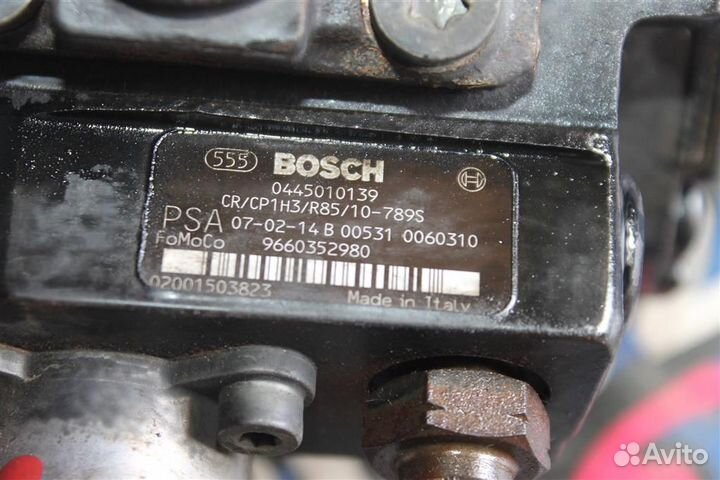 555 BOSCH
0445010139
CR/CP1H3/R85/10-789S
PSA 07-02-14 B 00531 0060310
FoMoCo 9660352980
02001503823 Made in Italy
Avito